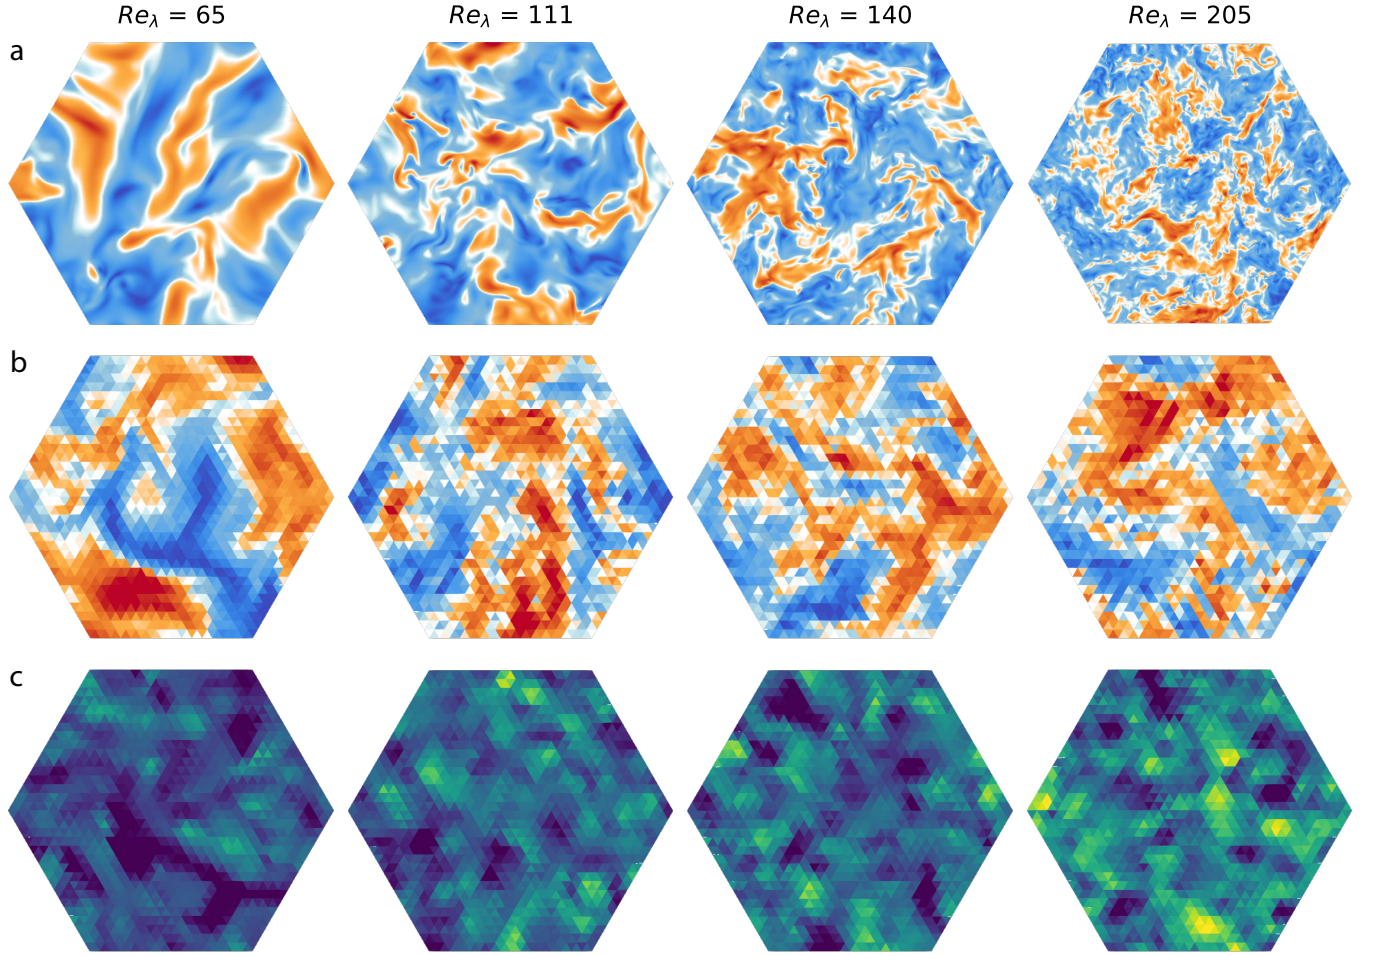 Re_λ = 65
Re_λ = 111
Re_λ = 140
Re_λ = 205
a
b
c